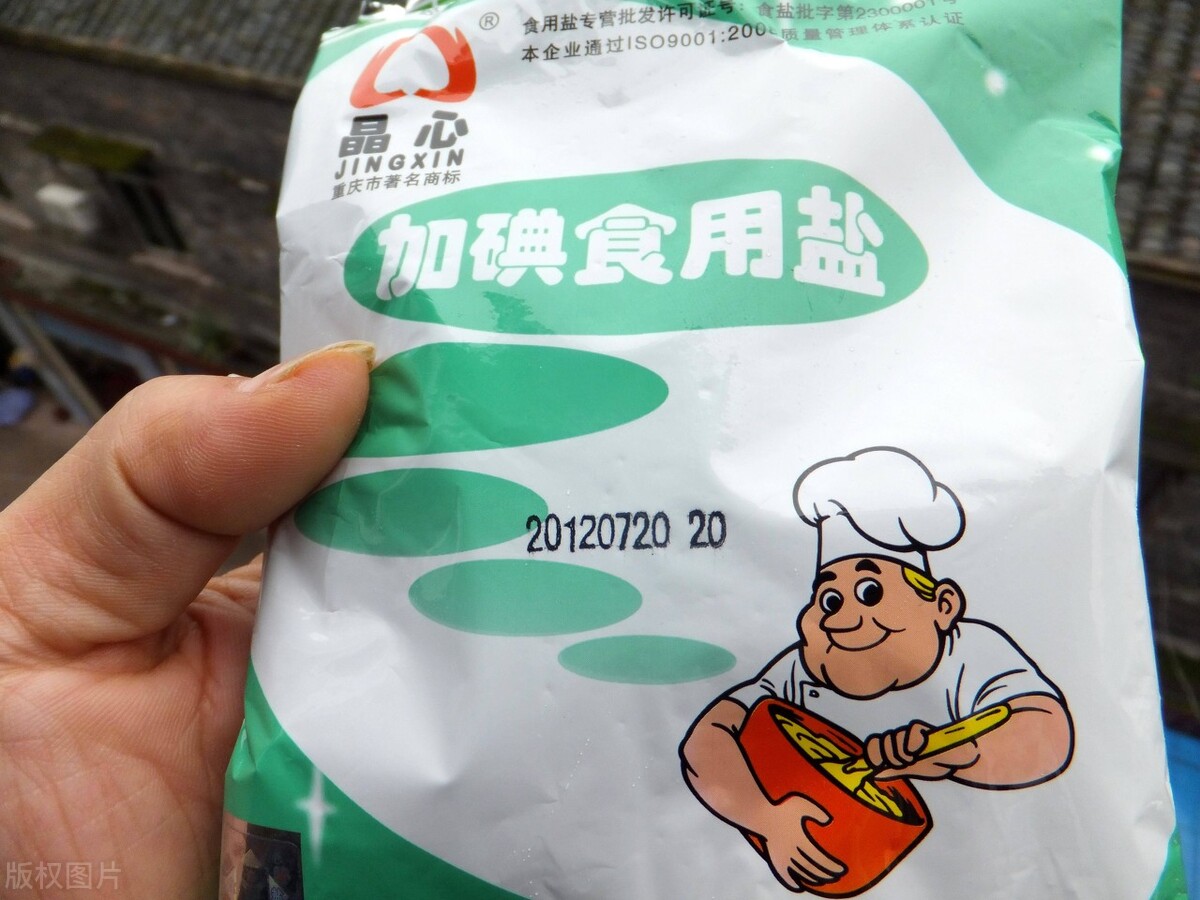 ®
食用盐专营批发许可证号：食盐批字第2300001号
本企业通过ISO9001:200 质量管理体系认证
晶心
JINGXIN
重庆市著名商标
加碘食用盐
20120720 20
版权图片